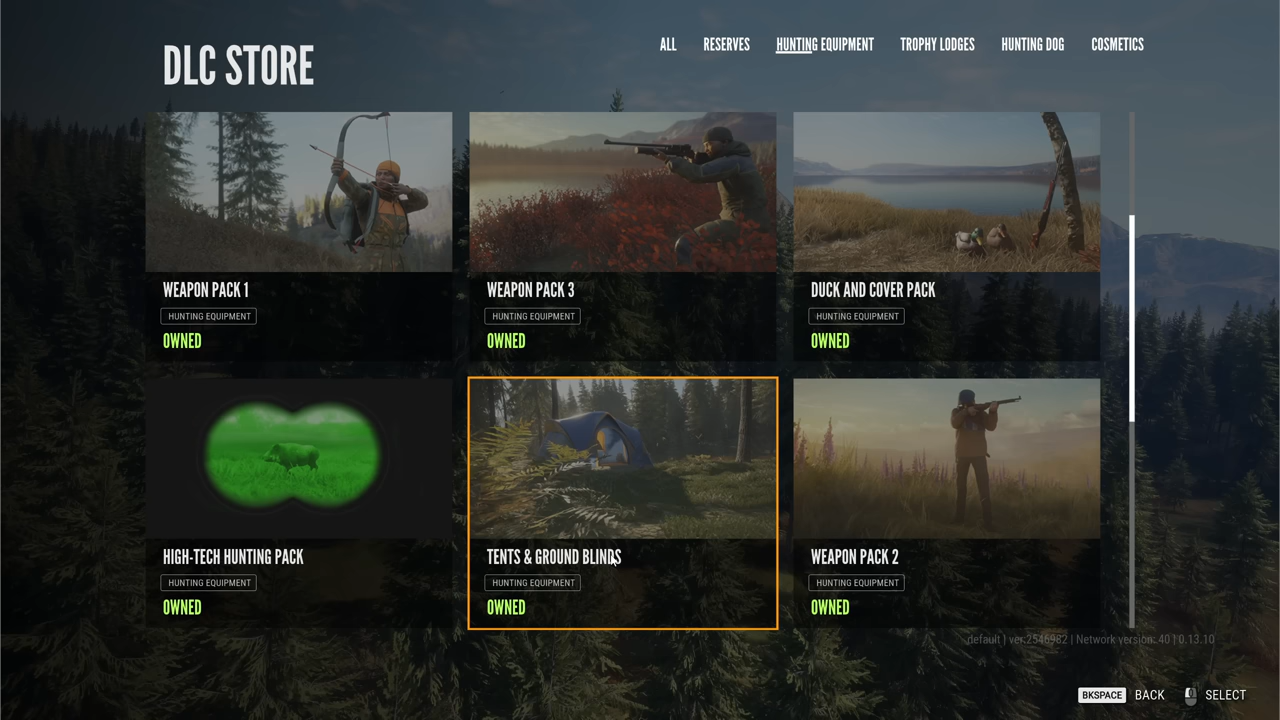 DLC STORE
ALL
RESERVES
HUNTING EQUIPMENT
TROPHY LODGES
HUNTING DOG
COSMETICS
WEAPON PACK 1
HUNTING EQUIPMENT
OWNED
WEAPON PACK 3
HUNTING EQUIPMENT
OWNED
DUCK AND COVER PACK
HUNTING EQUIPMENT
OWNED
HIGH-TECH HUNTING PACK
HUNTING EQUIPMENT
OWNED
TENTS & GROUND BLINDS
HUNTING EQUIPMENT
OWNED
WEAPON PACK 2
HUNTING EQUIPMENT
OWNED
default | ver:2546982 | Network version: 40 | 0.13.10
BKSPACE BACK SELECT